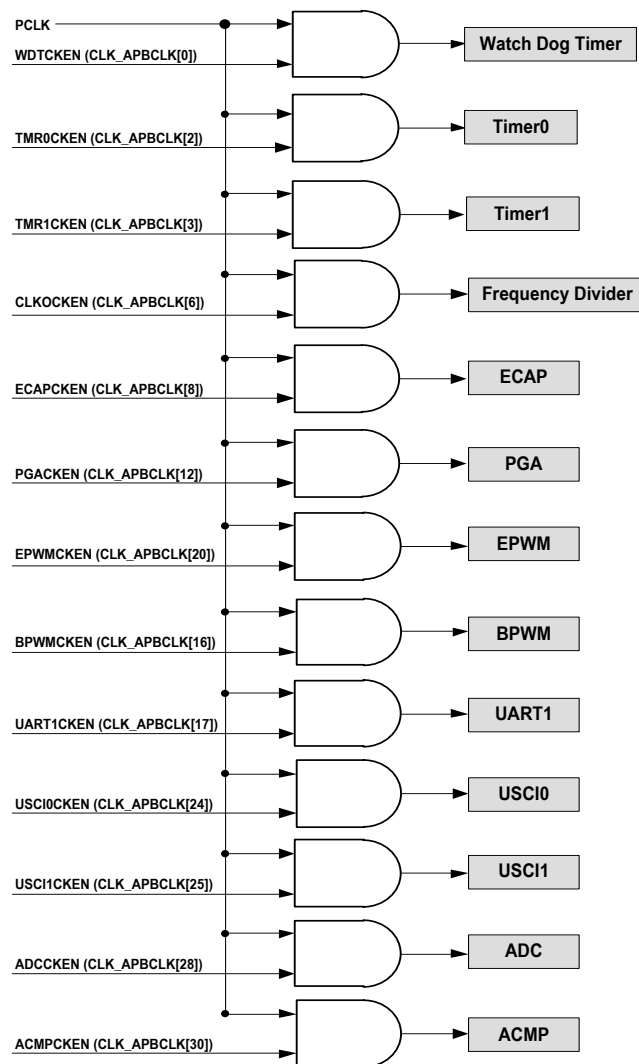 PCLK
WDTCKEN (CLK_APBCLK[0])
Watch Dog Timer
TMR0CKEN (CLK_APBCLK[2])
Timer0
TMR1CKEN (CLK_APBCLK[3])
Timer1
CLKOCKEN (CLK_APBCLK[6])
Frequency Divider
ECAPCKEN (CLK_APBCLK[8])
ECAP
PGACKEN (CLK_APBCLK[12])
PGA
EPWMCKEN (CLK_APBCLK[20])
EPWM
BPWMCKEN (CLK_APBCLK[16])
BPWM
UART1CKEN (CLK_APBCLK[17])
UART1
USCI0CKEN (CLK_APBCLK[24])
USCI0
USCI1CKEN (CLK_APBCLK[25])
USCI1
ADCCKEN (CLK_APBCLK[28])
ADC
ACMPCKEN (CLK_APBCLK[30])
ACMP